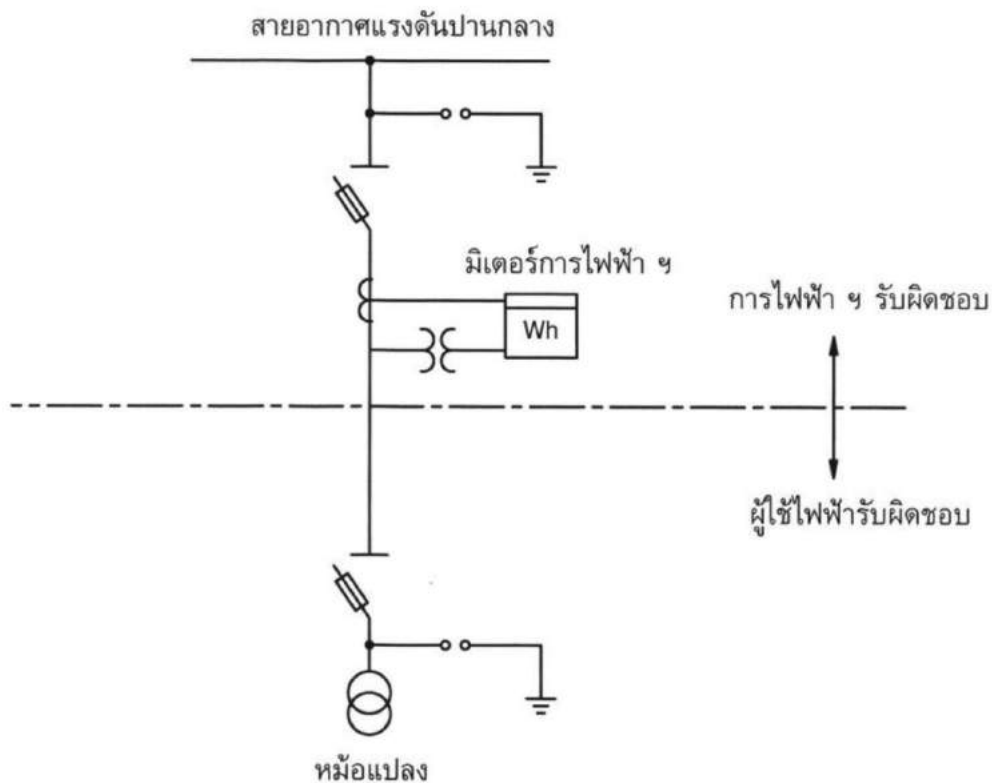 สายอากาศแรงดันปานกลาง
มิเตอร์การไฟฟ้า ฯ
Wh
การไฟฟ้า ฯ รับผิดชอบ
ผู้ใช้ไฟฟ้ารับผิดชอบ
หม้อแปลง